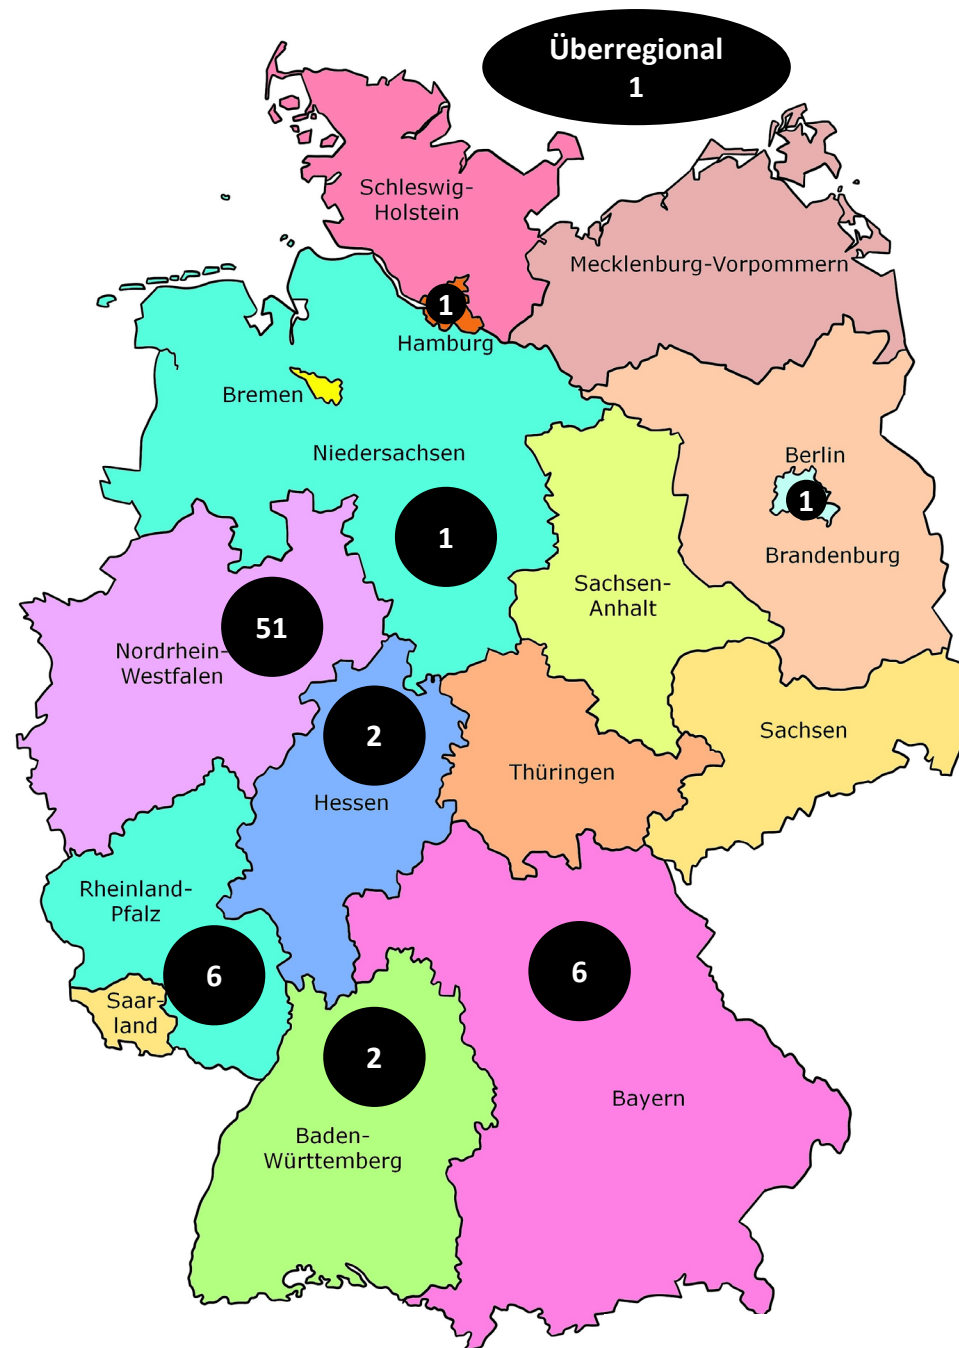 Überregional
1
Schleswig-
Holstein
Mecklenburg-Vorpommern
1
Hamburg
Bremen
Niedersachsen
Berlin
1
1
Brandenburg
Sachsen-
Anhalt
51
Nordrhein-
Westfalen
2
Sachsen
Thüringen
Hessen
Rheinland-
Pfalz
6
6
Saar-
land
2
Bayern
Baden-
Württemberg